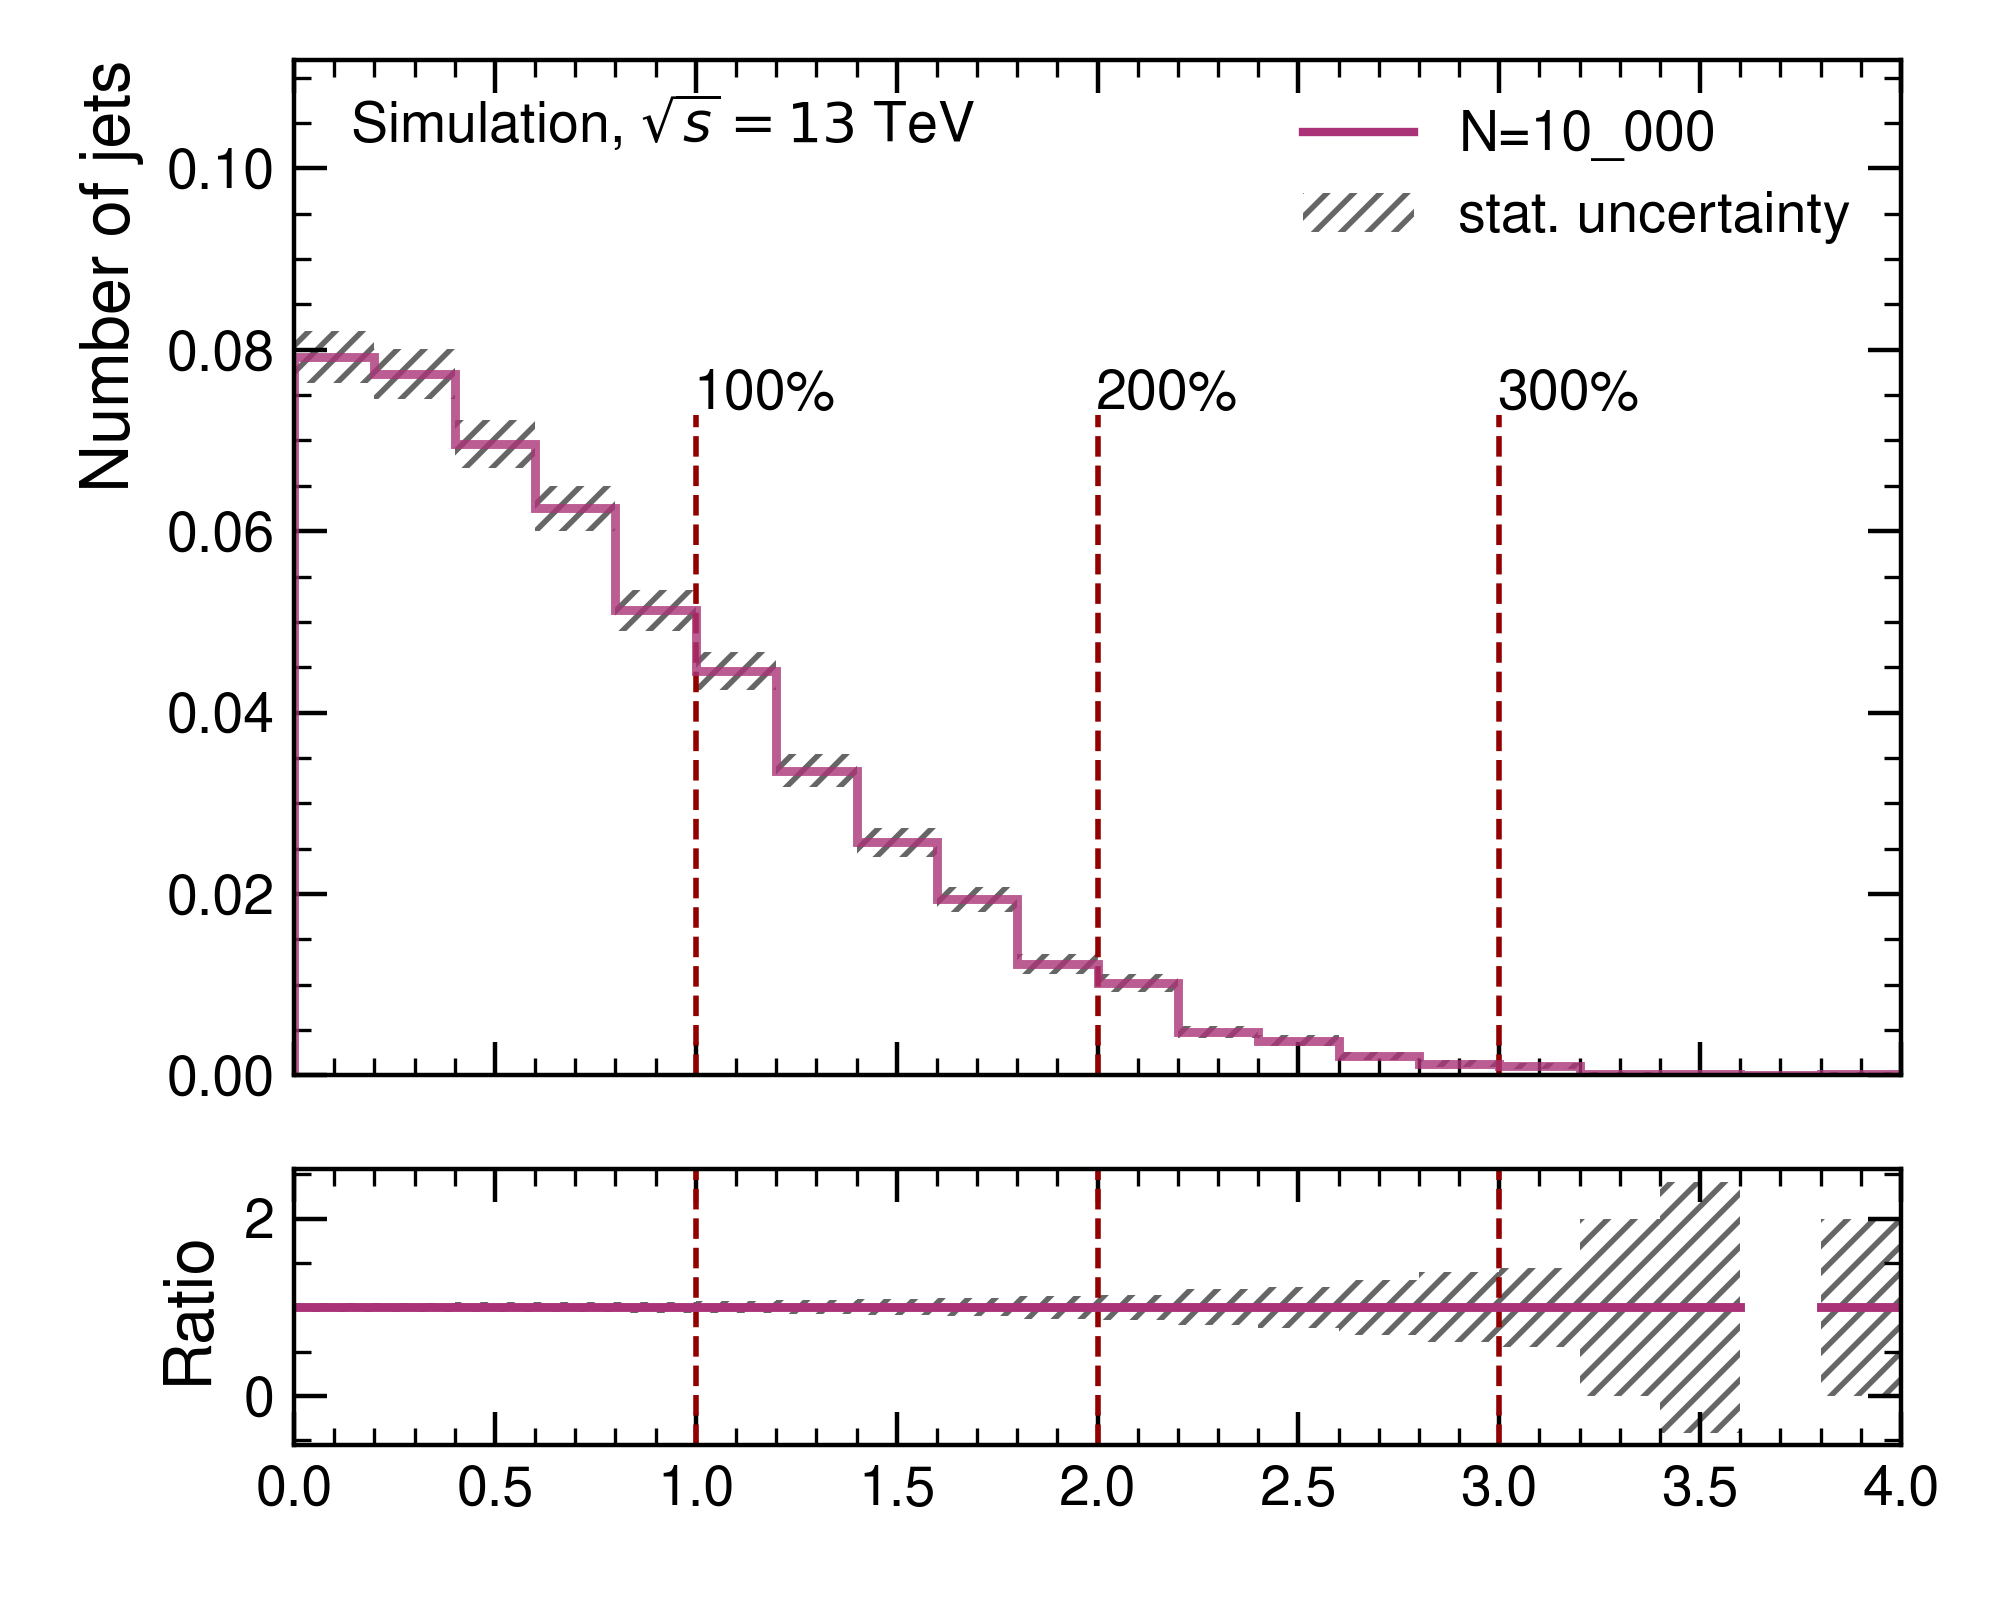 Number of jets
Simulation, √s = 13 TeV
N=10_000
stat. uncertainty
0.10
0.08
0.06
0.04
0.02
0.00
100%
200%
300%
Ratio
2
0
0.0 0.5 1.0 1.5 2.0 2.5 3.0 3.5 4.0